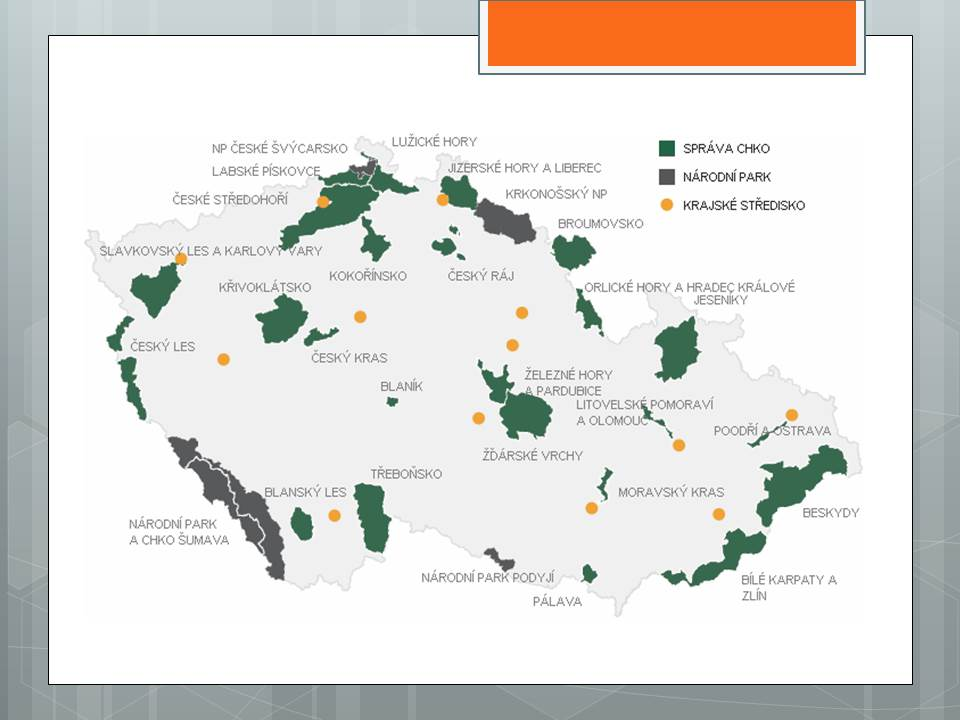 LUŽICKÉ HORY
NP ČESKÉ ŠVÝCARSKO
LABSKÉ PÍSKOVCE
JIZERSKÉ HORY A LIBEREC
ČESKÉ STŘEDOHOŘÍ
KRKONOŠSKÝ NP
BROUMOVSKO
SPRÁVA CHKO
NÁRODNÍ PARK
KRAJSKÉ STŘEDISKO
SLAVKOVSKÝ LES A KARLOVY VARY
KŘIVOKLÁTSKO
KOKOŘÍNSKO
ČESKÝ RÁJ
ORLICKÉ HORY A HRADEC KRÁLOVÉ
JESENÍKY
ČESKÝ LES
ČESKÝ KRAS
BLANÍK
ŽELEZNÉ HORY
A PARDUBICE
LITOVELSKÉ POMORAVÍ
A OLOMOUC
POODŘÍ A OSTRAVA
ŽĎÁRSKÉ VRCHY
TŘEBOŇSKO
BLANSKÝ LES
MORAVSKÝ KRAS
BESKYDY
NÁRODNÍ PARK
A CHKO ŠUMAVA
NÁRODNÍ PARK PODYJÍ
PÁLAVA
BÍLÉ KARPATY A
ZLÍN